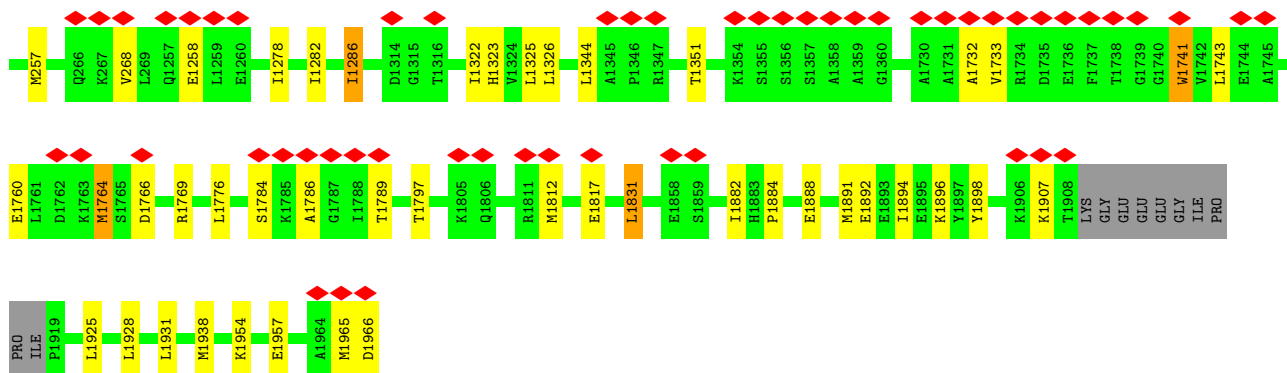 M257 Q266 K267 V268 L269 Q1257 E1258 L1259 E1260 I1278 I1282 I1286 D1314 G1315 T1316 I1322 H1323 V1324 L1325 L1326 L1344 A1345 P1346 R1347 T1351 K1354 S1355 S1356 S1357 A1358 A1359 G1360 A1730 A1731 A1732 V1733 R1734 D1735 E1736 F1737 T1738 G1739 G1740 W1741 V1742 L1743 E1744 A1745
E1760 L1761 D1762 K1763 M1764 S1765 D1766 R1769 L1776 S1784 K1785 A1786 G1787 I1788 T1789 T1797 K1805 Q1806 R1811 M1812 E1817 L1831 E1858 S1859 I1882 H1883 P1884 E1888 M1891 E1892 E1893 I1894 E1895 K1896 Y1897 Y1898 K1906 K1907 T1908 LYS GLY GLU GLU GLU GLY ILE PRO
PRO ILE P1919 L1925 L1928 L1931 M1938 K1954 E1957 A1964 M1965 D1966